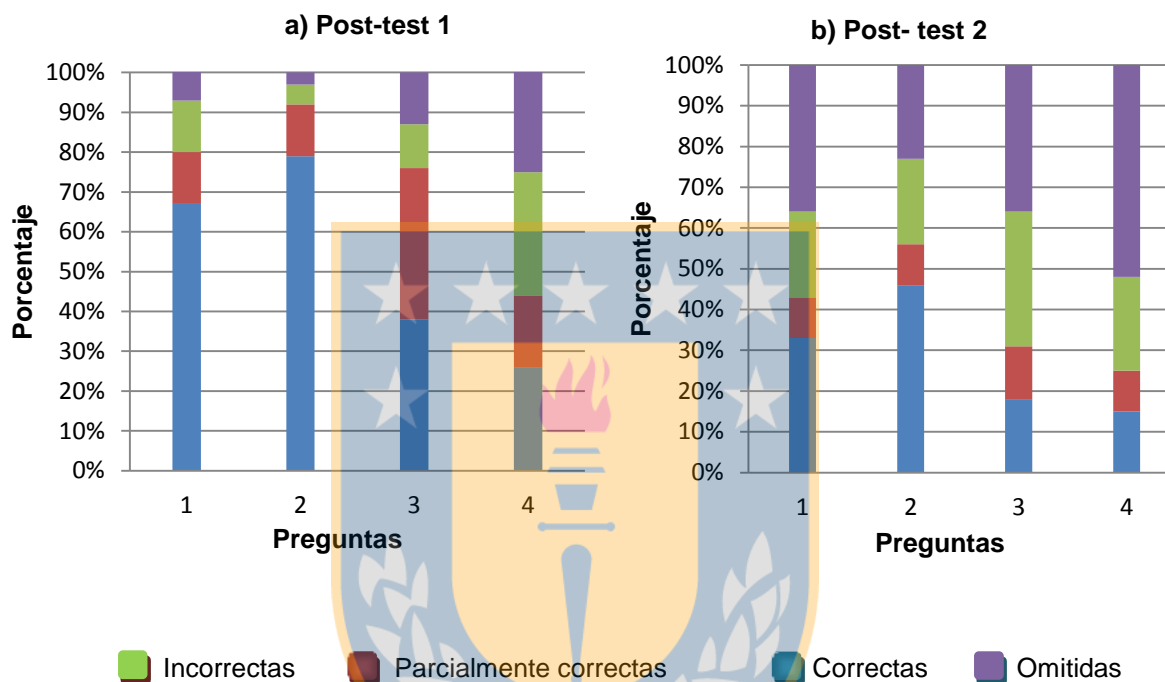 a) Post-test 1
100%
90%
80%
70%
60%
50%
40%
30%
20%
10%
0%
Porcentaje
1 2 3 4
Preguntas
b) Post- test 2
100%
90%
80%
70%
60%
50%
40%
30%
20%
10%
0%
Porcentaje
1 2 3 4
Preguntas
Incorrectas Parcialmente correctas Correctas Omitidas